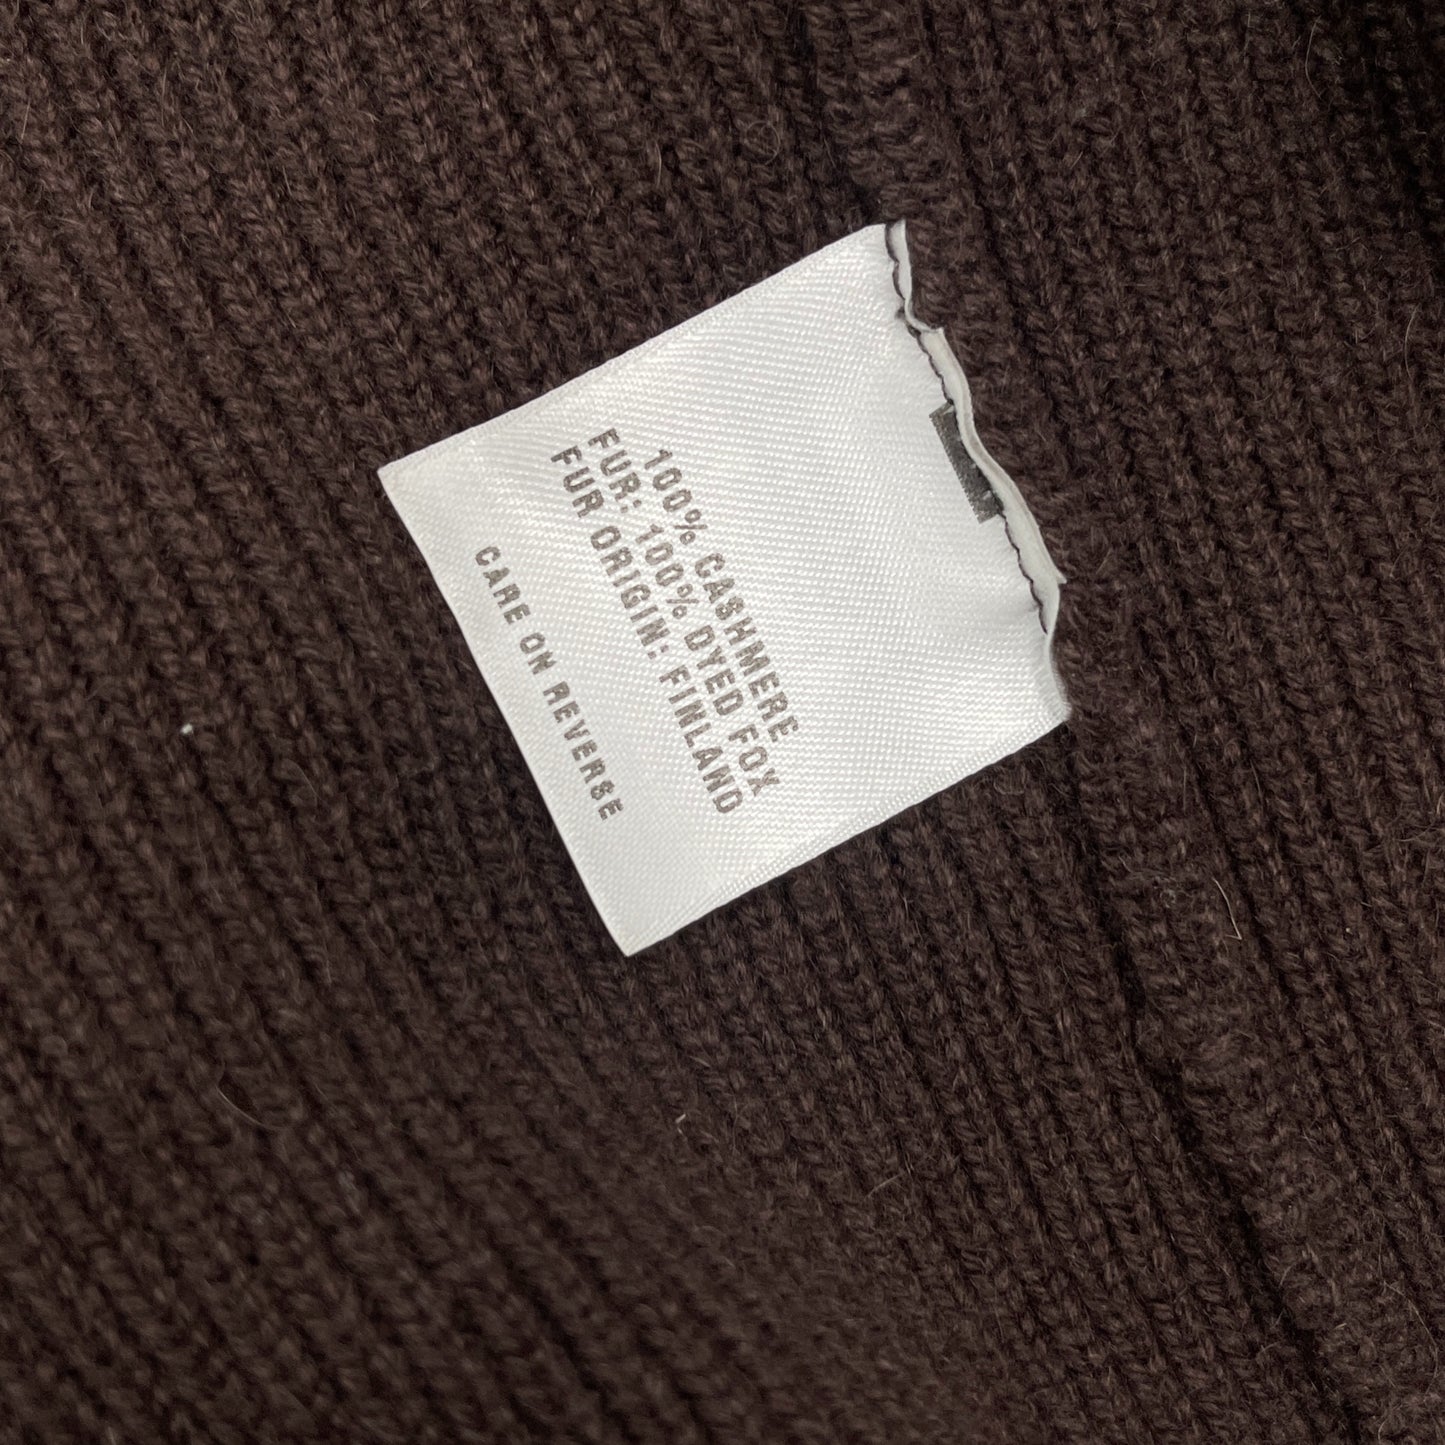 100% CASHMERE
FUR: 100% DYED FOX
FUR ORIGIN: FINLAND
CARE ON REVERSE